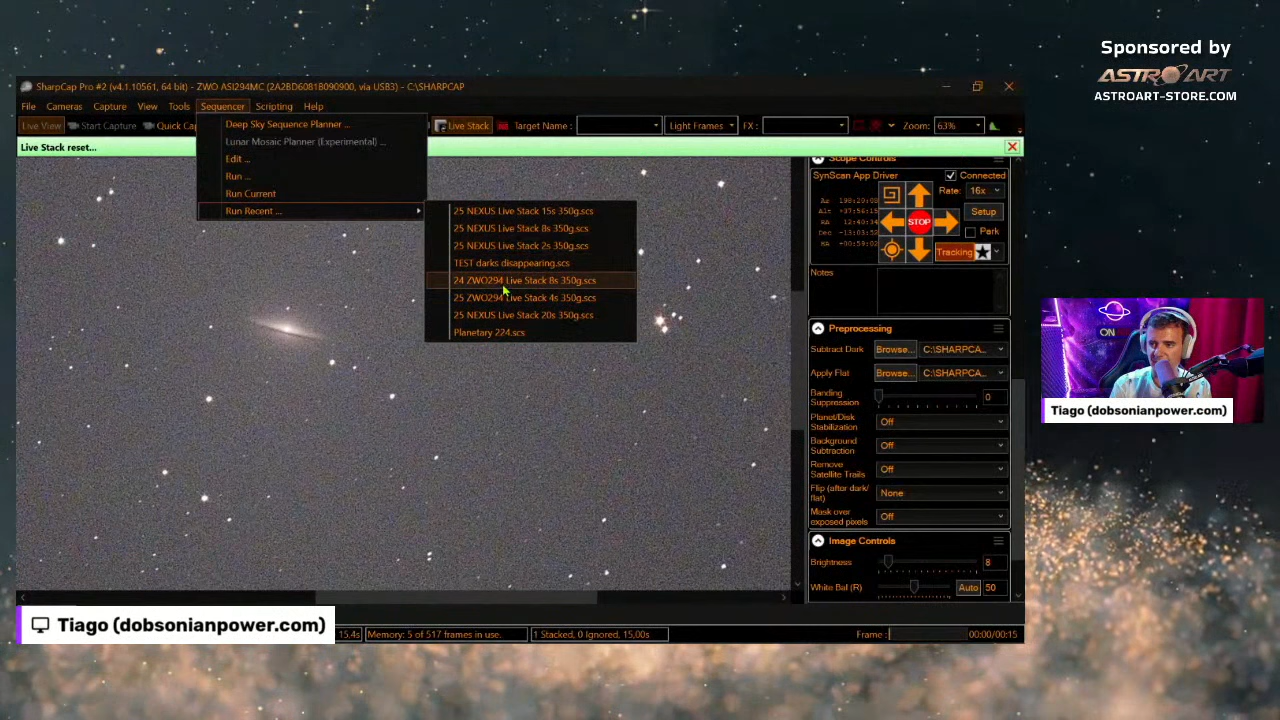 Sponsored by
ASTROART
ASTROART-STORE.COM
SharpCap Pro #2 (v4.1.10561, 64 bit) - ZWO ASI294MC (2A2BD60818090900, via USB3) - C:\SHARPCAP
File Cameras Capture View Tools Sequencer Scripting Help
Live View Start Capture Quick Cap Live Stack Target Name : Light Frames FX : Zoom: 63%
Live Stack reset...
Deep Sky Sequence Planner ...
Lunar Mosaic Planner (Experimental) ...
Edit ...
Run ...
Run Current
Run Recent ...
25 NEXUS Live Stack 15s 350g.scs
25 NEXUS Live Stack 8s 350g.scs
25 NEXUS Live Stack 2s 350g.scs
TEST darks disappearing.scs
24 ZWO294 Live Stack 8s 350g.scs
25 ZWO294 Live Stack 4s 350g.scs
25 NEXUS Live Stack 20s 350g.scs
Planetary 224.scs
Scope Controls
SynScan App Driver
Connected
Rate: 16x
Setup
STOP
Park
Tracking
Notes
Preprocessing
Subtract Dark Browse... C:\SHARPCA...
Apply Flat Browse... C:\SHARPCA...
Banding Suppression 0
Planet/Disk Stabilization Off
Background Subtraction Off
Remove Satellite Trails Off
Flip (after dark/flat) None
Mask over exposed pixels Off
Image Controls
Brightness 8
White Bal (R) Auto 50
ON
Tiago (dobsonianpower.com)
Tiago (dobsonianpower.com)
15.4s Memory: 5 of 517 frames in use. 1 Stacked, 0 Ignored, 15,00s Frame : 00:00/00:15